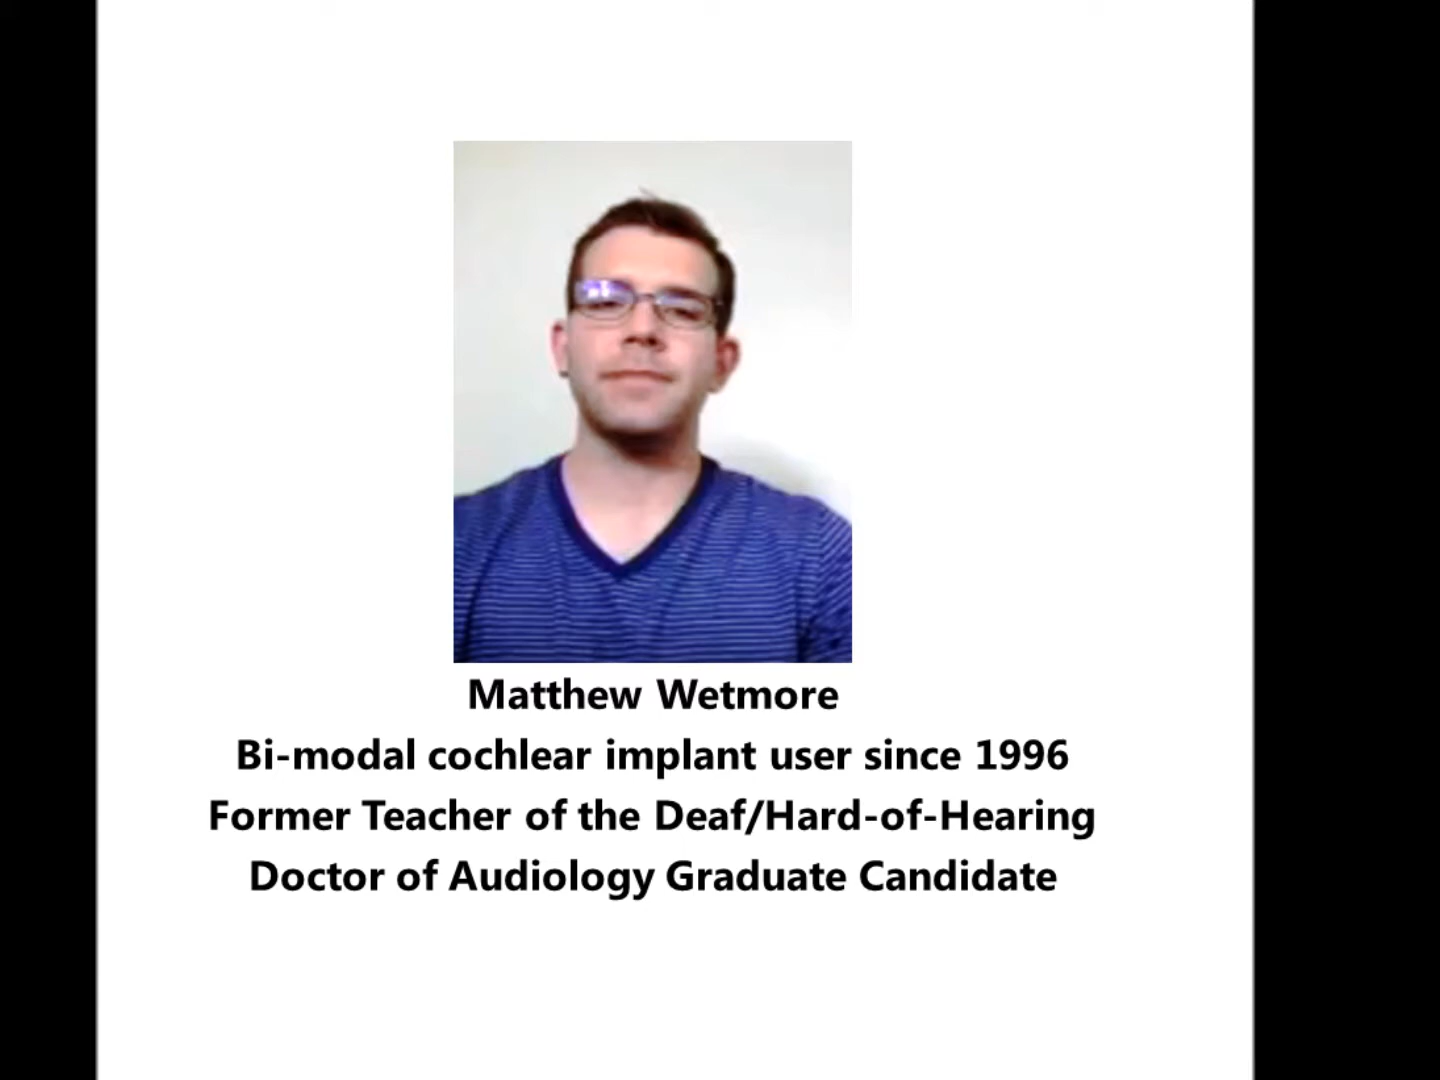 Matthew Wetmore
Bi-modal cochlear implant user since 1996
Former Teacher of the Deaf/Hard-of-Hearing
Doctor of Audiology Graduate Candidate